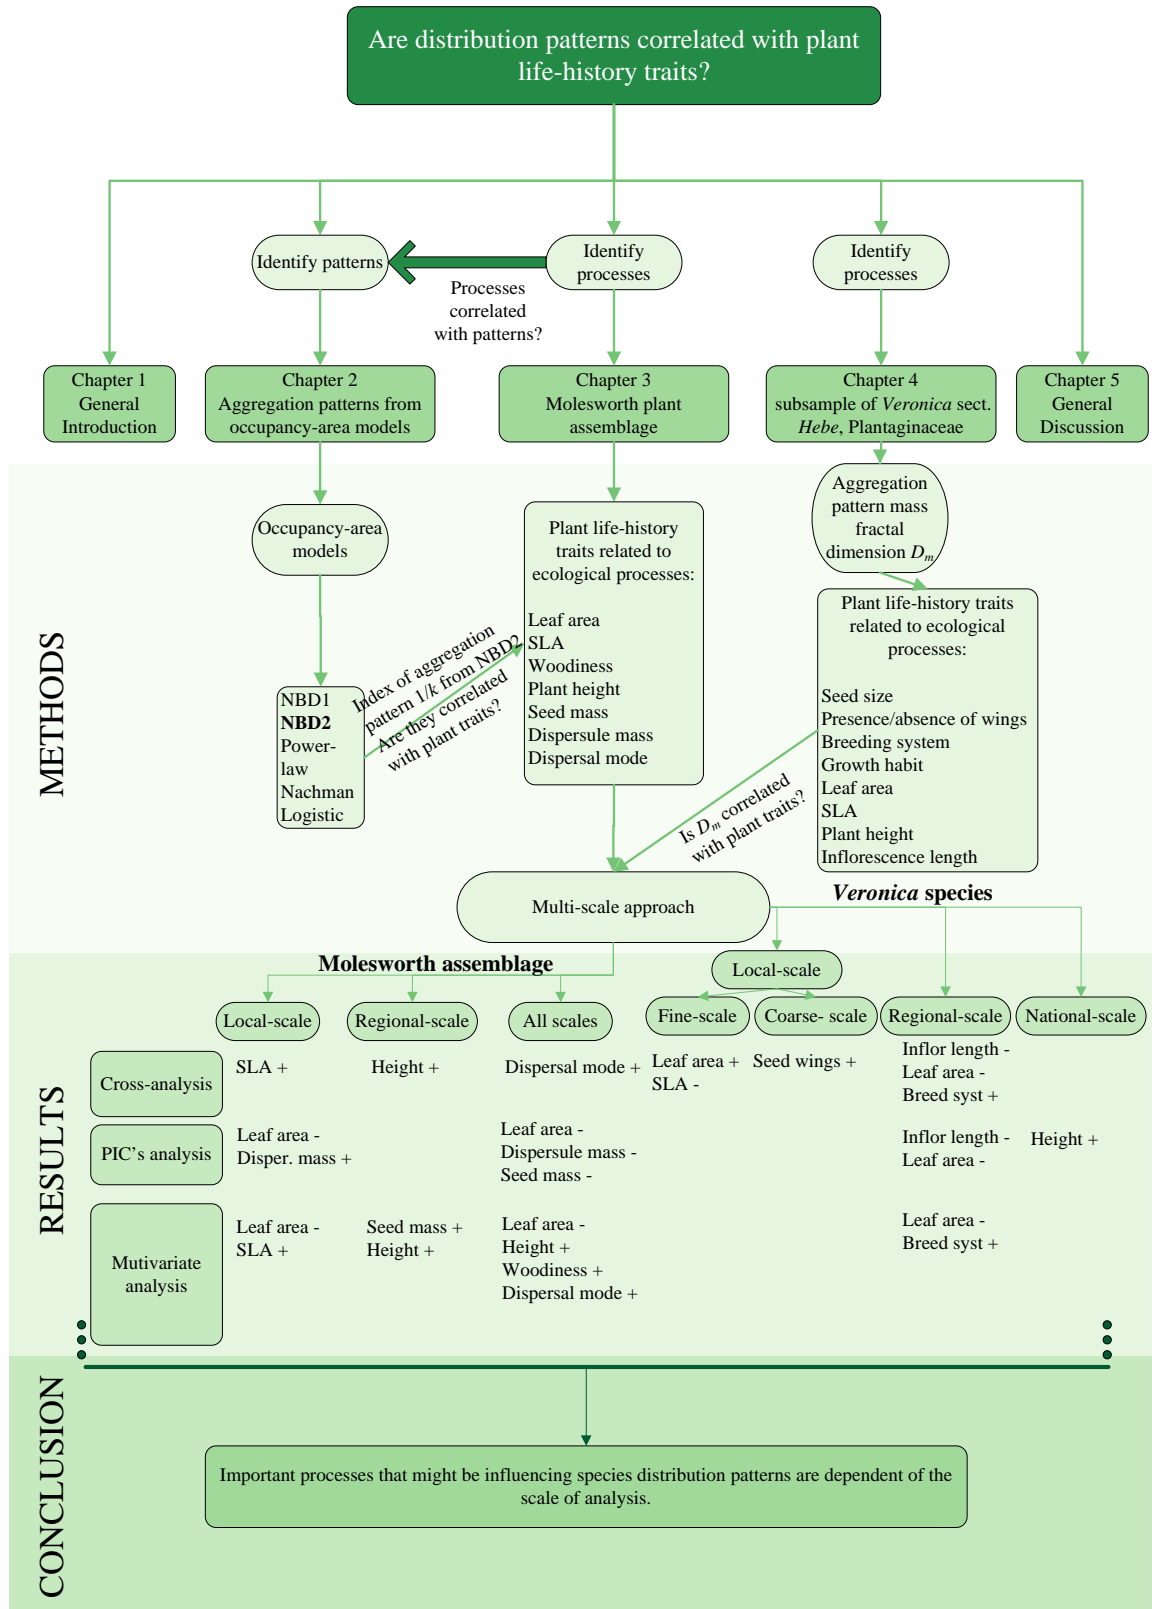 Are distribution patterns correlated with plant
life-history traits?
Identify patterns
Identify
processes
Identify
processes
Processes
correlated
with patterns?
Chapter 1
General
Introduction
Chapter 2
Aggregation patterns from
occupancy-area models
Chapter 3
Molesworth plant
assemblage
Chapter 4
subsample of Veronica sect.
Hebe, Plantaginaceae
Chapter 5
General
Discussion
METHODS
Occupancy-area
models
NBD1
NBD2
Power-
law
Nachman
Logistic
Index of aggregation
pattern 1/k from NBD2
Are they correlated
with plant traits?
Plant life-history
traits related to
ecological processes:
Leaf area
SLA
Woodiness
Plant height
Seed mass
Dispersule mass
Dispersal mode
Aggregation
pattern mass
fractal
dimension Dm
Plant life-history traits
related to ecological
processes:
Seed size
Presence/absence of wings
Breeding system
Growth habit
Leaf area
SLA
Plant height
Inflorescence length
Is Dm correlated
with plant traits?
Multi-scale approach
Veronica species
Molesworth assemblage
Local-scale
RESULTS
Local-scale
Regional-scale
All scales
Fine-scale
Coarse- scale
Regional-scale
National-scale
Cross-analysis
SLA +
Height +
Dispersal mode +
Leaf area +
SLA -
Seed wings +
Inflor length -
Leaf area -
Breed syst +
PIC's analysis
Leaf area -
Disper. mass +
Leaf area -
Dispersule mass -
Seed mass -
Inflor length -
Leaf area -
Height +
Mutivariate
analysis
Leaf area -
SLA +
Seed mass +
Height +
Leaf area -
Height +
Woodiness +
Dispersal mode +
Leaf area -
Breed syst +
CONCLUSION
Important processes that might be influencing species distribution patterns are dependent of the
scale of analysis.